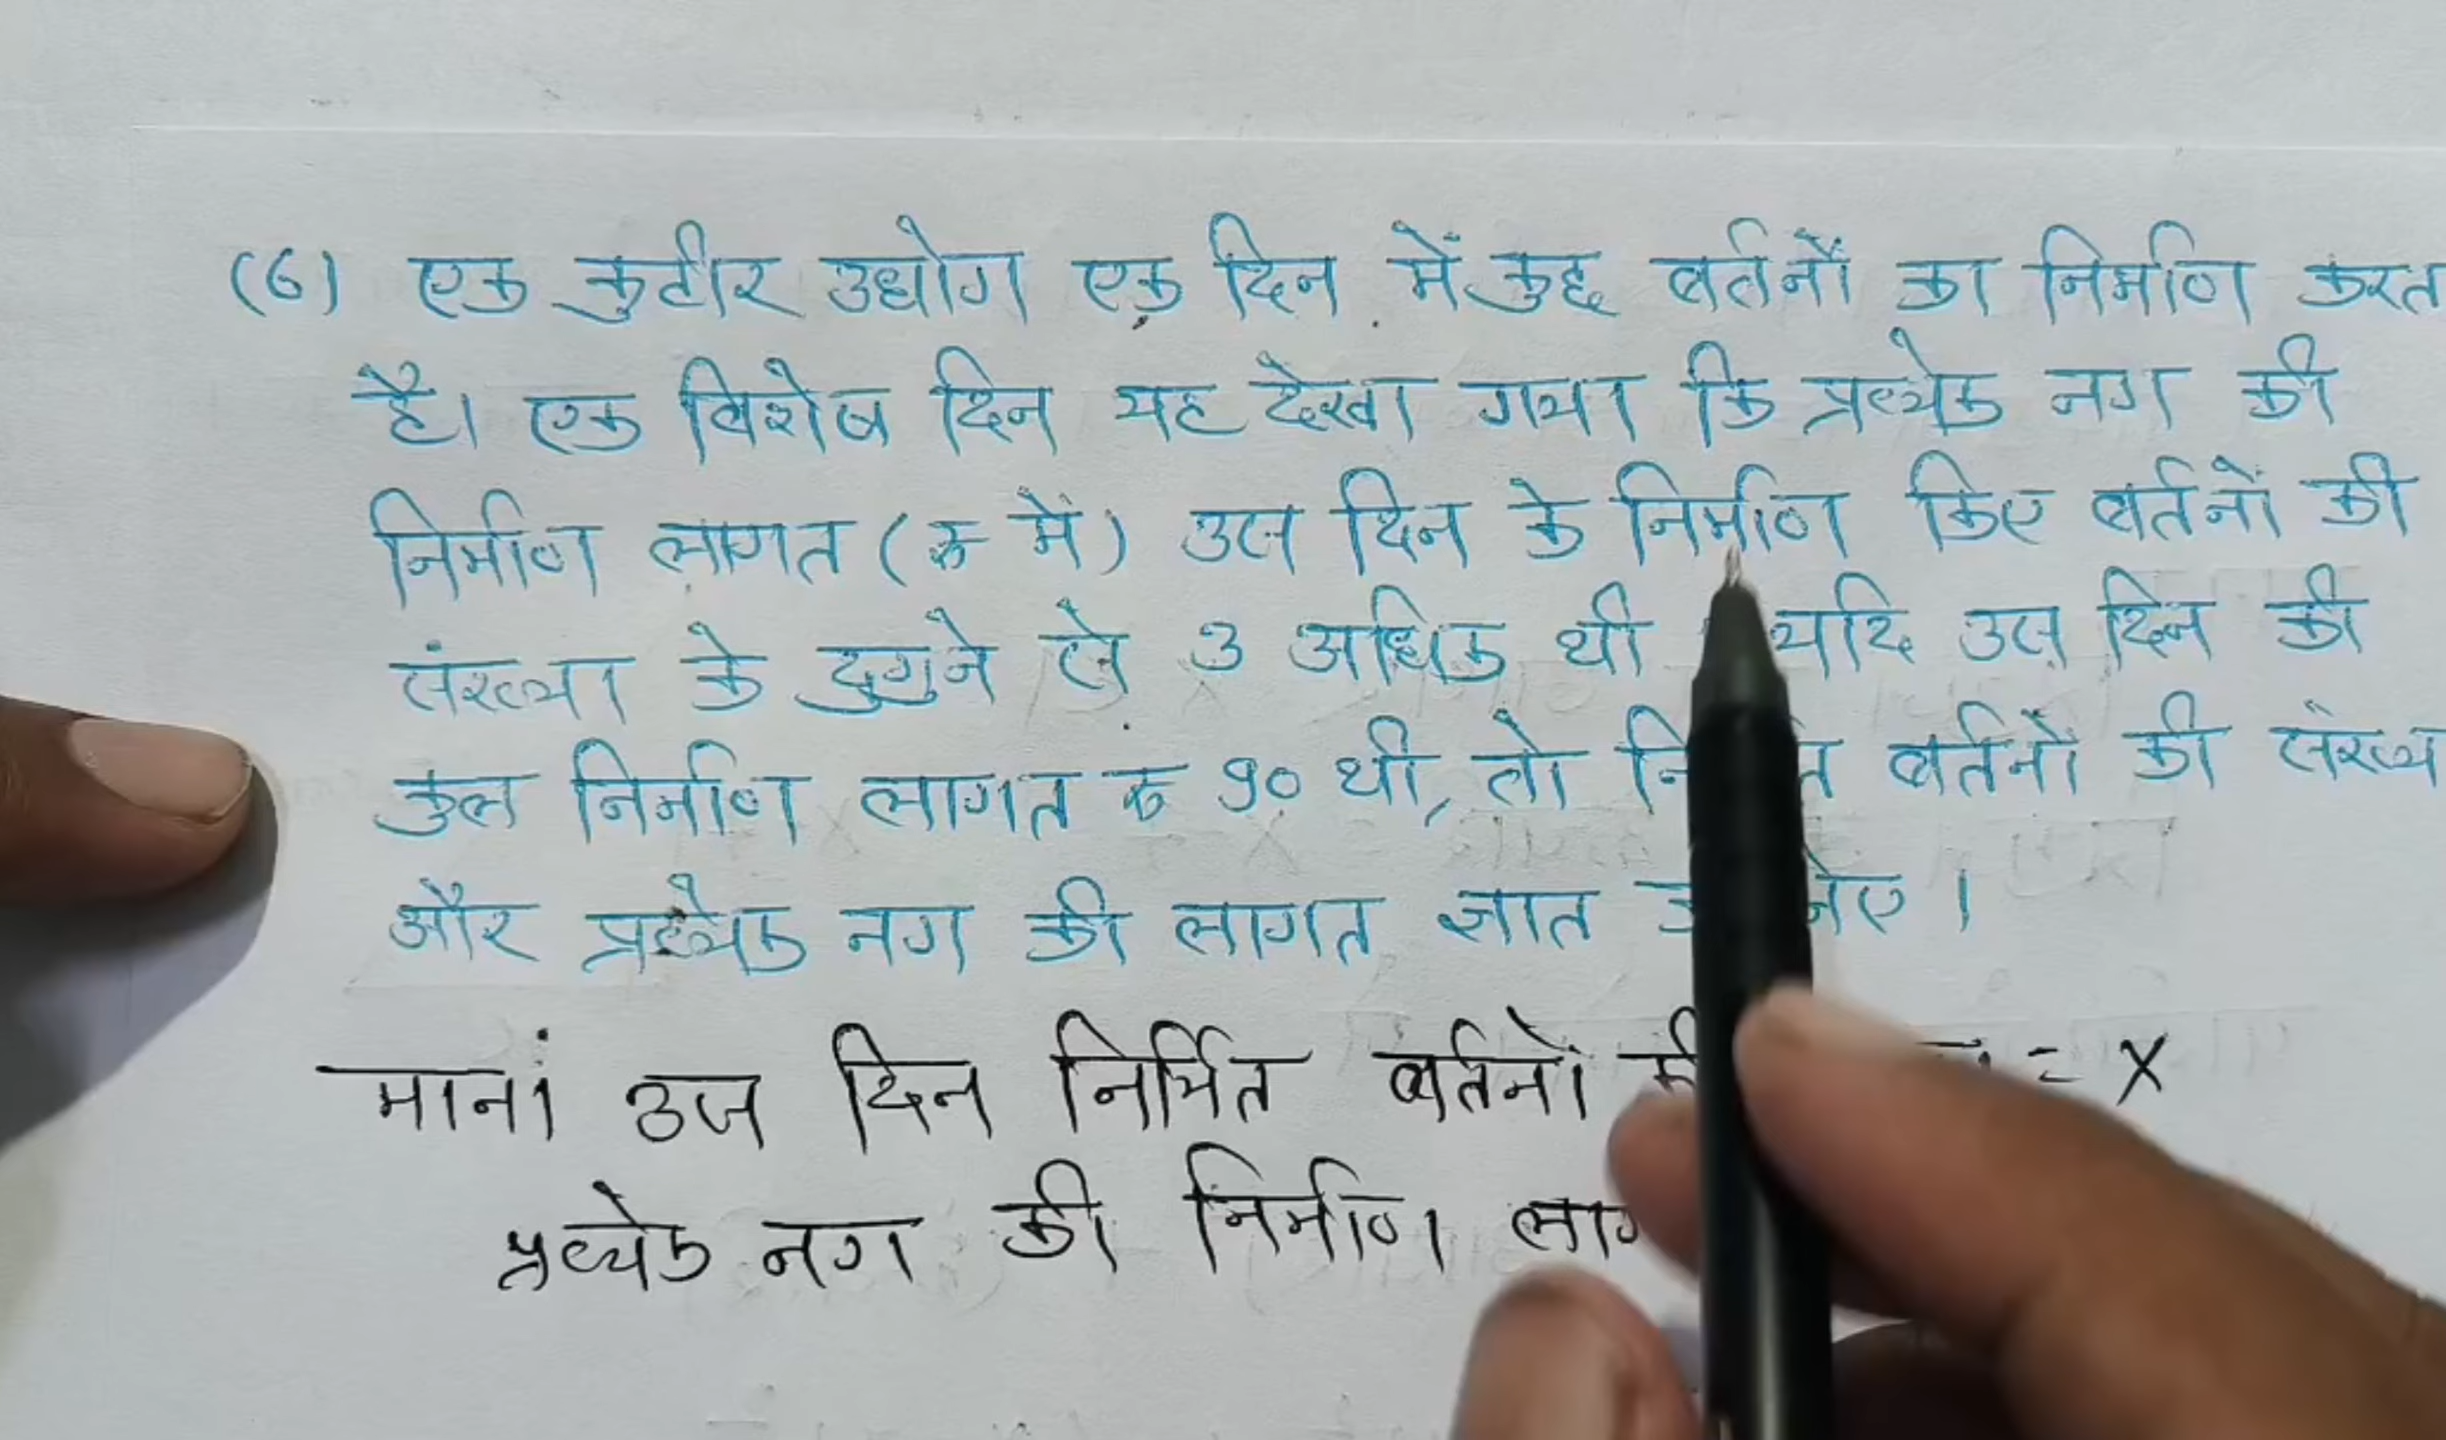 (6) एक कुटीर उद्योग एक दिन में कुछ बर्तनों का निर्माण करत
है। एक विशेष दिन यह देखा गया कि प्रत्येक नग की
निर्माण लागत (रु में) उस दिन के निर्माण किए बर्तनों की
संख्या के दुगुने से 3 अधिक थी यदि उस दिन की
कुल निर्माण लागत रु 90 थी, तो बर्तनों की संख्य
और प्रत्येक नग की लागत ज्ञात
मानां उज दिन निर्मित बर्तनों = x
प्रत्येक नग की निर्माण